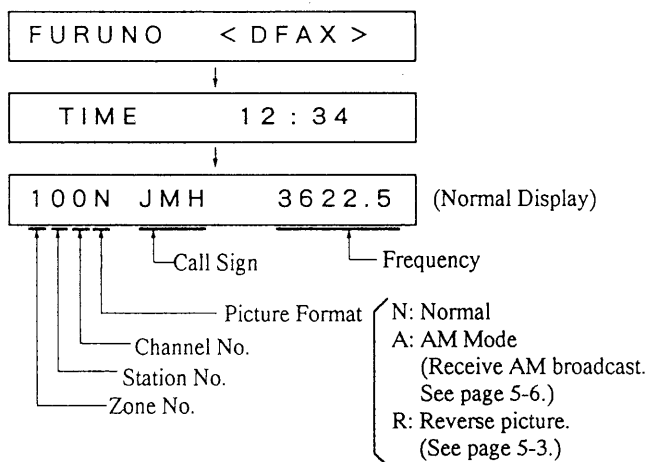 FURUNO <DFAX>
TIME 12:34
100N JMH 3622.5 (Normal Display)
Call Sign
Frequency
Picture Format
N: Normal
A: AM Mode
(Receive AM broadcast.
See page 5-6.)
R: Reverse picture.
(See page 5-3.)
Channel No.
Station No.
Zone No.